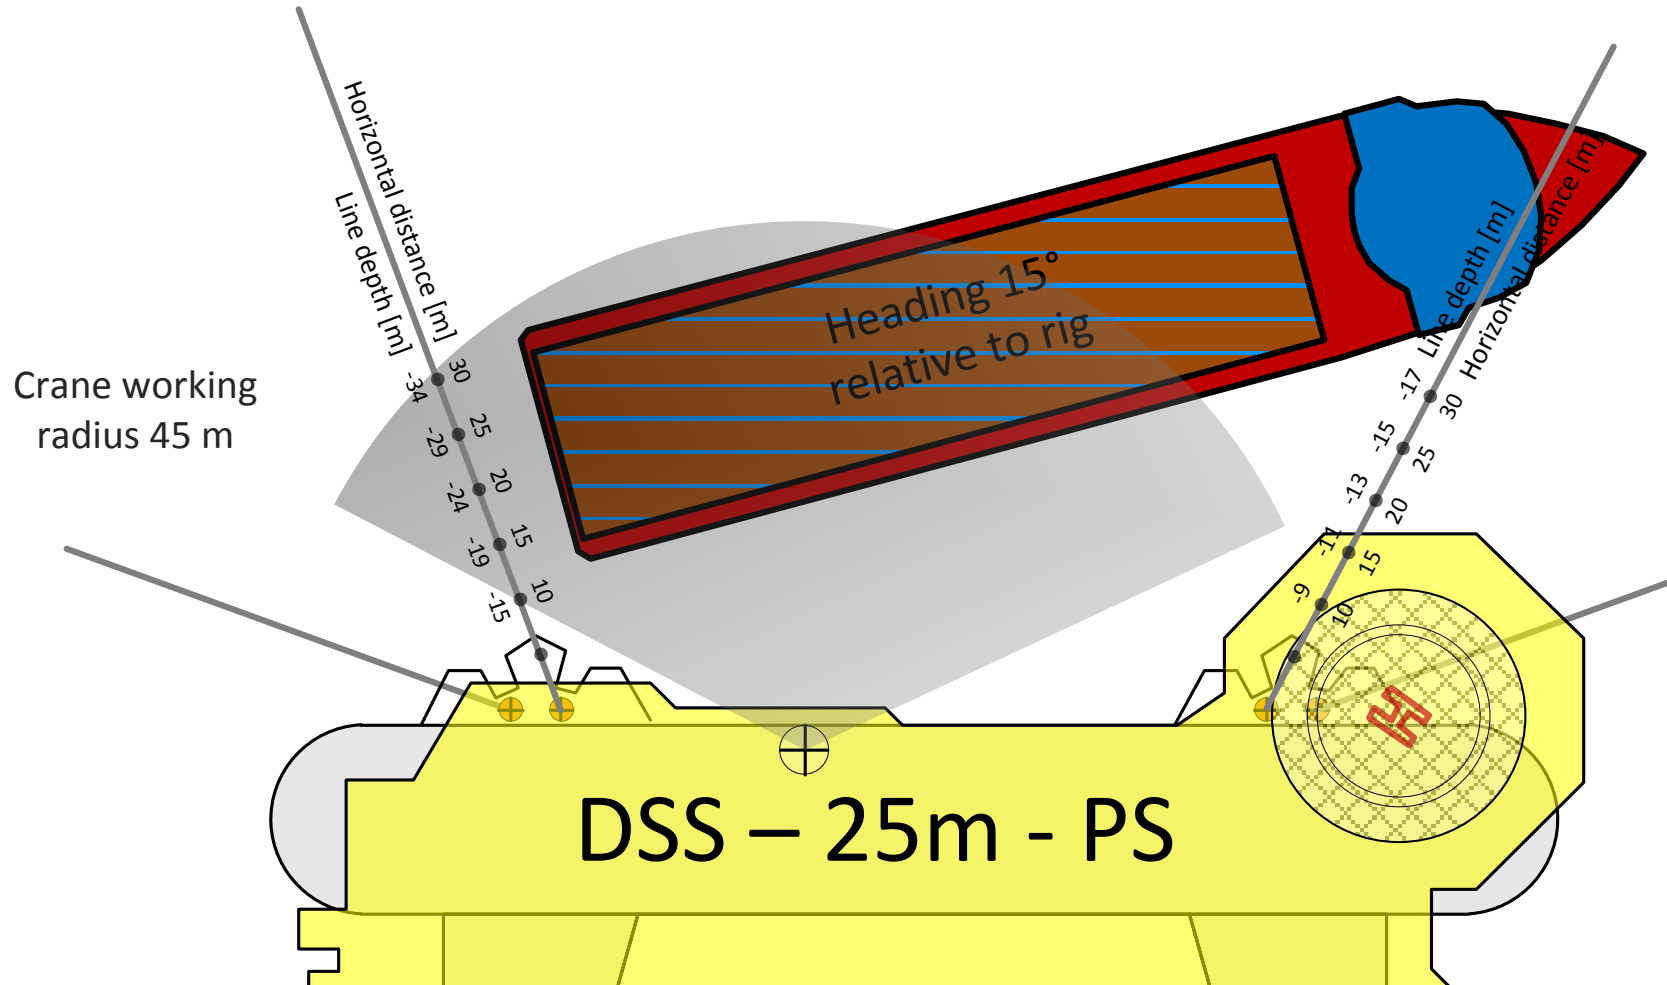 Horizontal distance [m]
Line depth [m]
30
-34
25
-29
20
-24
15
-19
10
-15
Crane working
radius 45 m
Heading 15°
relative to rig
Line depth [m]
Horizontal distance [m]
-17
30
-15
25
-13
20
-11
15
-9
10
H
DSS – 25m - PS